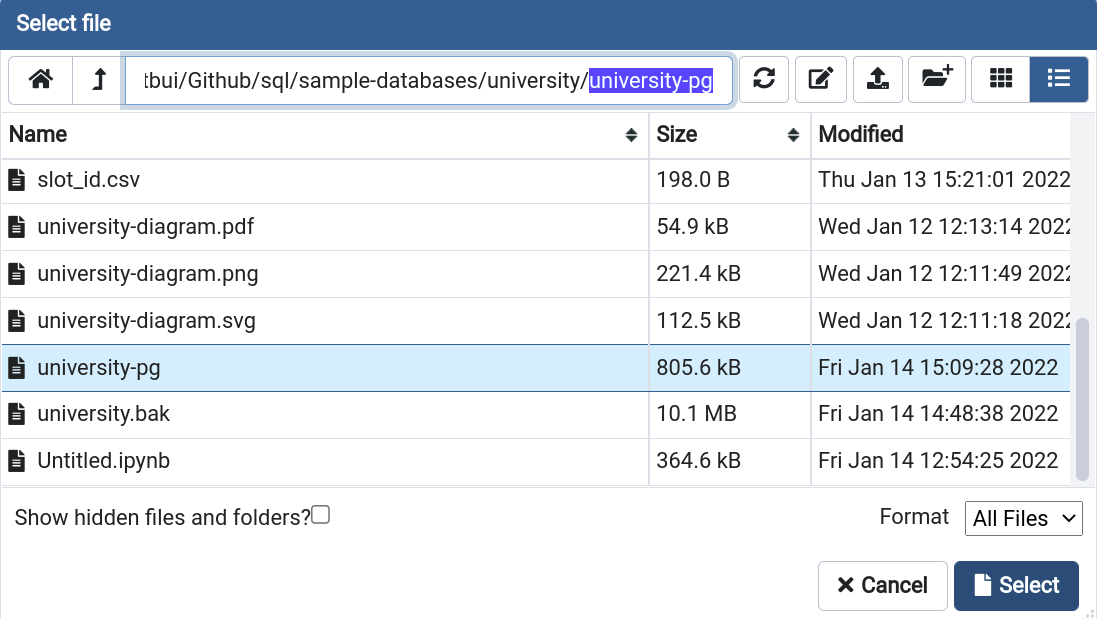 Select file
tbui/Github/sql/sample-databases/university/university-pg
Name Size Modified
slot_id.csv 198.0 B Thu Jan 13 15:21:01 2022
university-diagram.pdf 54.9 kB Wed Jan 12 12:13:14 2022
university-diagram.png 221.4 kB Wed Jan 12 12:11:49 2022
university-diagram.svg 112.5 kB Wed Jan 12 12:11:18 2022
university-pg 805.6 kB Fri Jan 14 15:09:28 2022
university.bak 10.1 MB Fri Jan 14 14:48:38 2022
Untitled.ipynb 364.6 kB Fri Jan 14 12:54:25 2022
Show hidden files and folders? Format All Files
Cancel Select